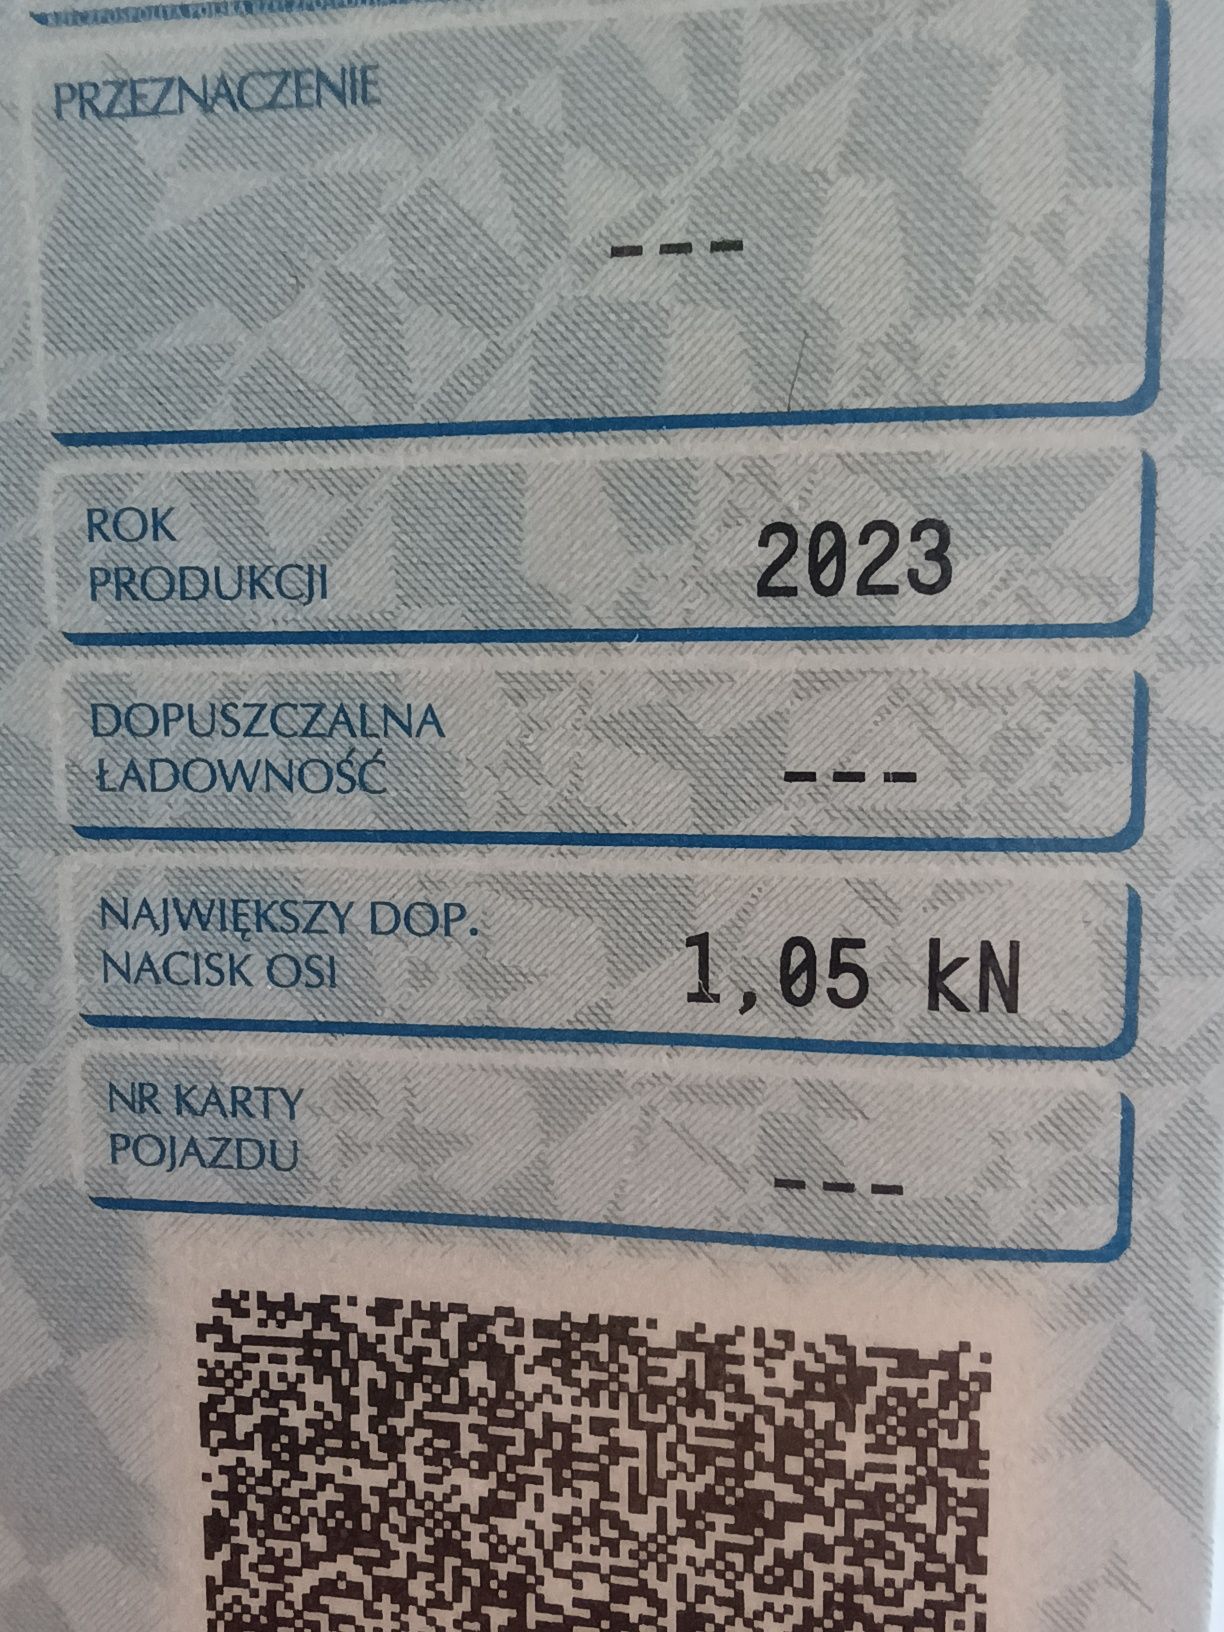 PRZEZNACZENIE
---
ROK
PRODUKCJI
2023
DOPUSZCZALNA
ŁADOWNOŚĆ
---
NAJWIĘKSZY DOP.
NACISK OSI
1,05 kN
NR KARTY
POJAZDU
---